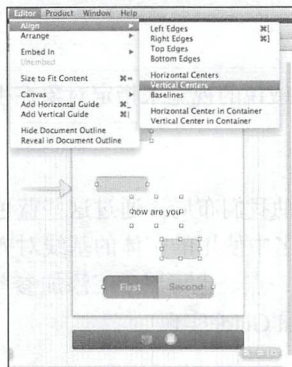 Editor Product Window Help
Align
Arrange
Embed In
Unembed
Size to Fit Content ⌘=
Canvas
Add Horizontal Guide ⌘_
Add Vertical Guide ⌘|
Hide Document Outline
Reveal in Document Outline
Left Edges ⌘[
Right Edges ⌘]
Top Edges
Bottom Edges
Horizontal Centers
Vertical Centers
Baselines
Horizontal Center in Container
Vertical Center in Container
how are you
First Second